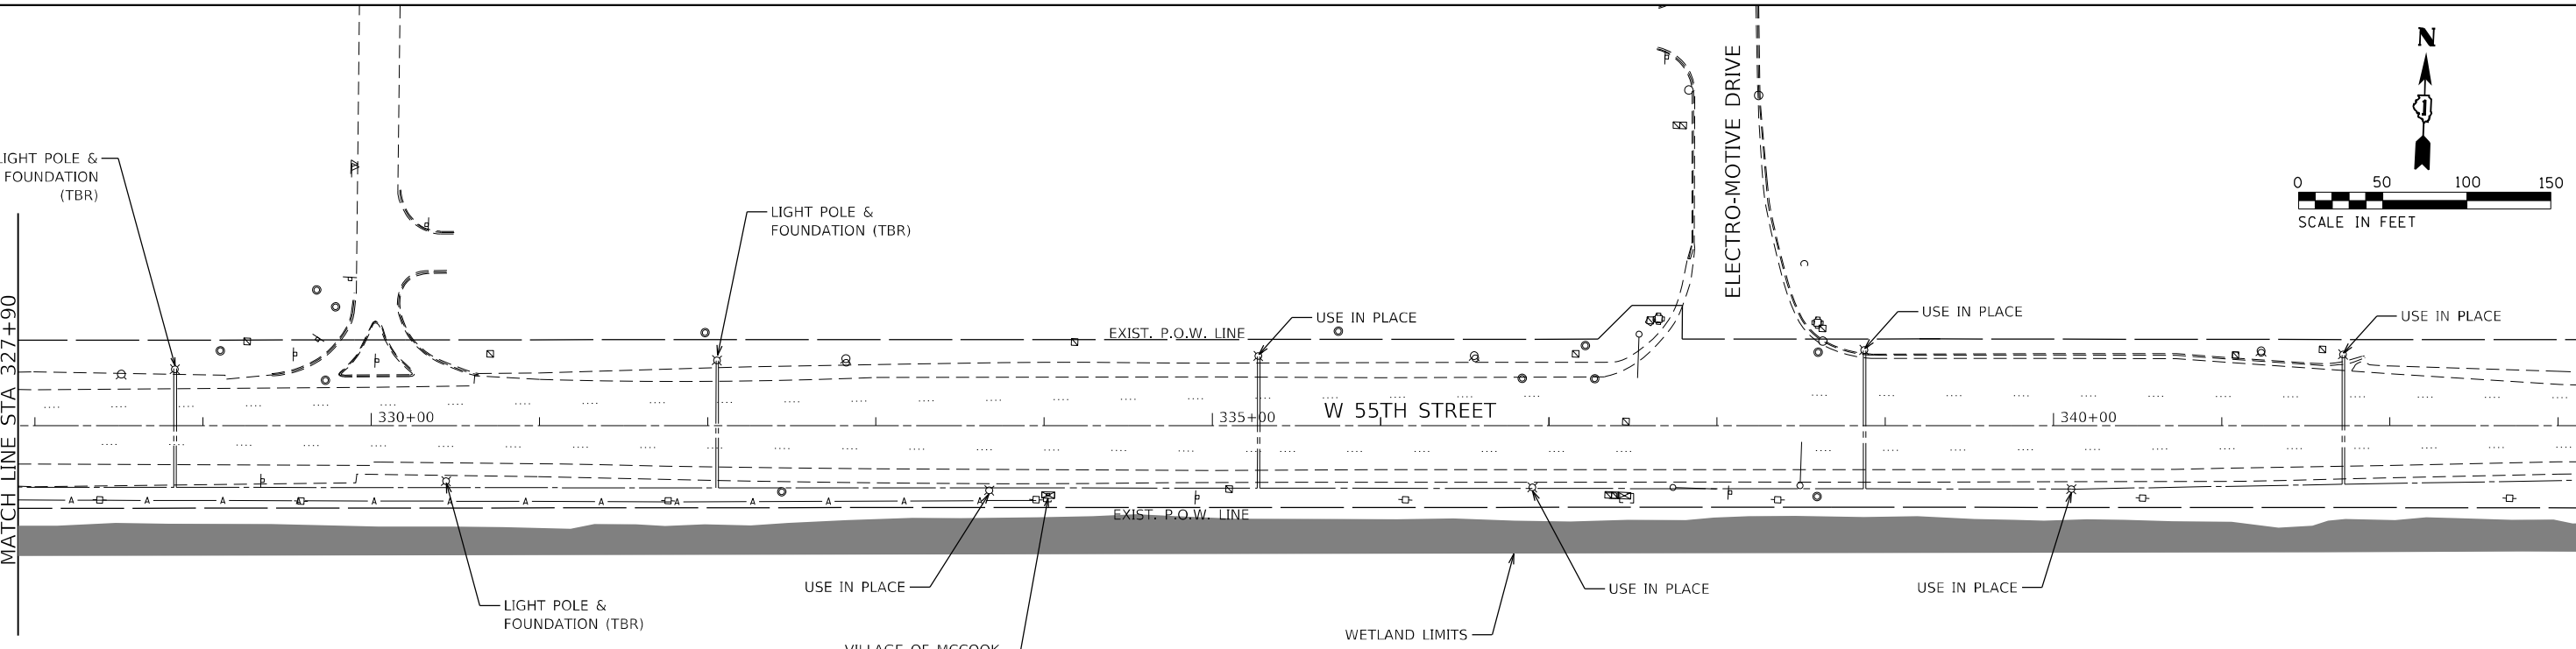 N
ELECTRO-MOTIVE DRIVE
0 50 100 150
SCALE IN FEET
LIGHT POLE &
FOUNDATION
(TBR)
LIGHT POLE &
FOUNDATION (TBR)
USE IN PLACE
USE IN PLACE
USE IN PLACE
EXIST. P.O.W. LINE
MATCH LINE STA 327+90
330+00
335+00
W 55TH STREET
340+00
A A A A A A A A A A A A A
EXIST. P.O.W. LINE
USE IN PLACE
USE IN PLACE
USE IN PLACE
LIGHT POLE &
FOUNDATION (TBR)
WETLAND LIMITS
VILLAGE OF MCCOOK